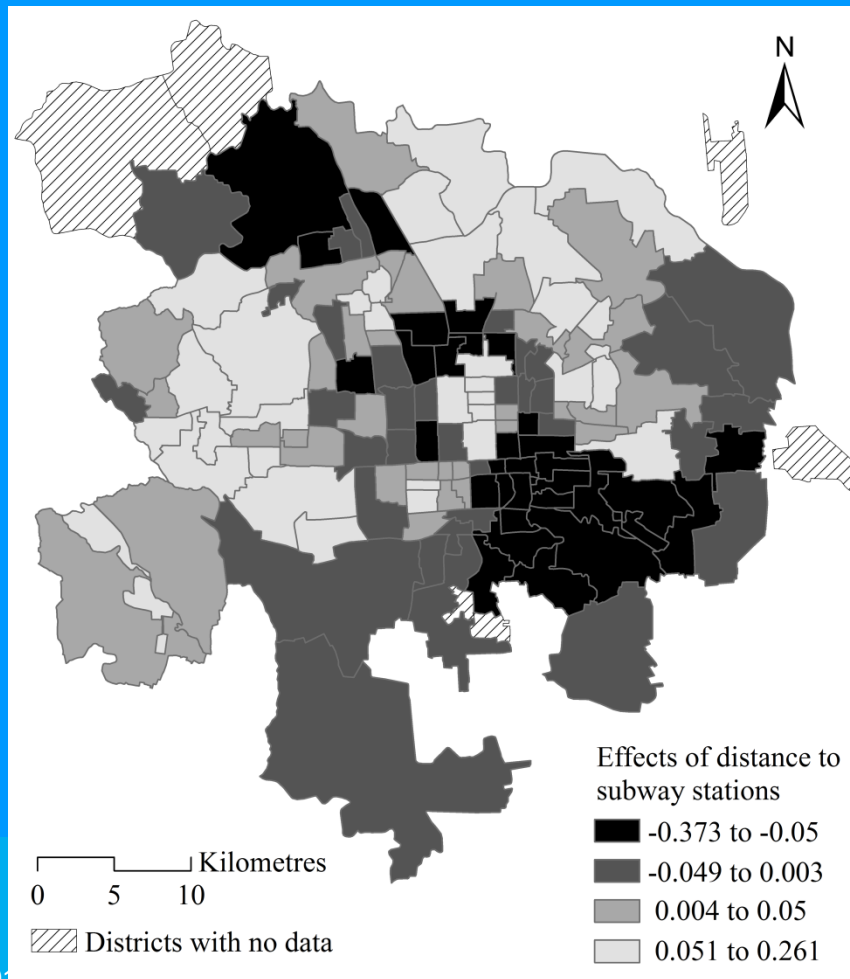 N
Effects of distance to
subway stations
-0.373 to -0.05
-0.049 to 0.003
0.004 to 0.05
0.051 to 0.261
Kilometres
0 5 10
Districts with no data